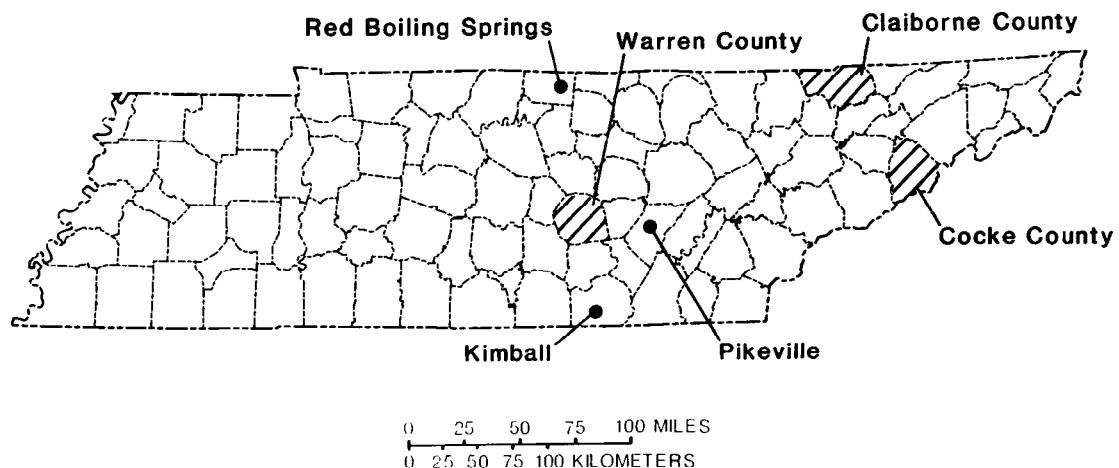 Claiborne County
Red Boiling Springs
Warren County
Cocke County
Kimball
Pikeville
0 25 50 75 100 MILES
0 25 50 75 100 KILOMETERS